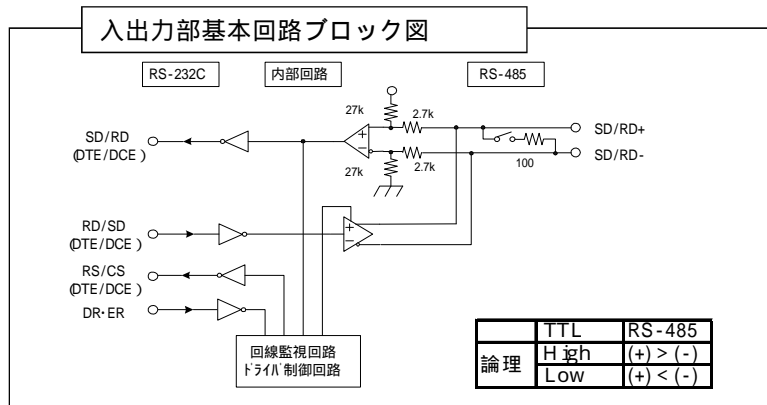 入出力部基本回路ブロック図
RS-232C
内部回路
RS-485
27k
2.7k
SD/RD
(DTE/DCE)
SD/RD+
SD/RD-
100
27k
2.7k
RD/SD
(DTE/DCE)
RS/CS
(DTE/DCE)
DR・ER
回線監視回路
ドライバ制御回路
TTL RS-485
論理 High (+) > (-)
Low (+) < (-)